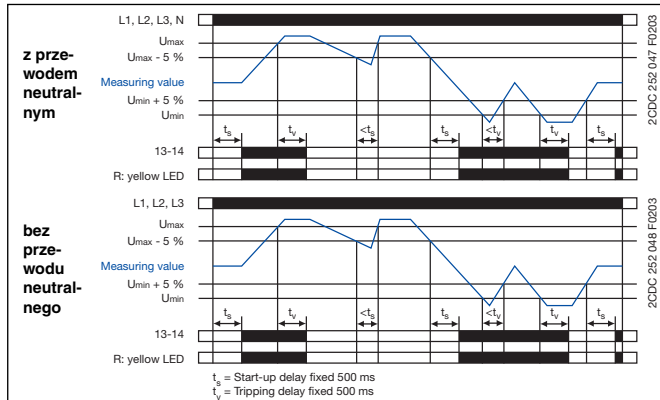 z prze-
wodem
neutral-
nym
L1, L2, L3, N
Umax
Umax - 5 %
Measuring value
Umin + 5 %
Umin
ts tv <ts ts <tv tv ts
13-14
R: yellow LED
2CDC 252 047 F0203
bez
prze-
wodu
neutral-
nego
L1, L2, L3
Umax
Umax - 5 %
Measuring value
Umin + 5 %
Umin
ts tv <ts ts <tv tv ts
13-14
R: yellow LED
2CDC 252 048 F0203
ts = Start-up delay fixed 500 ms
tv = Tripping delay fixed 500 ms